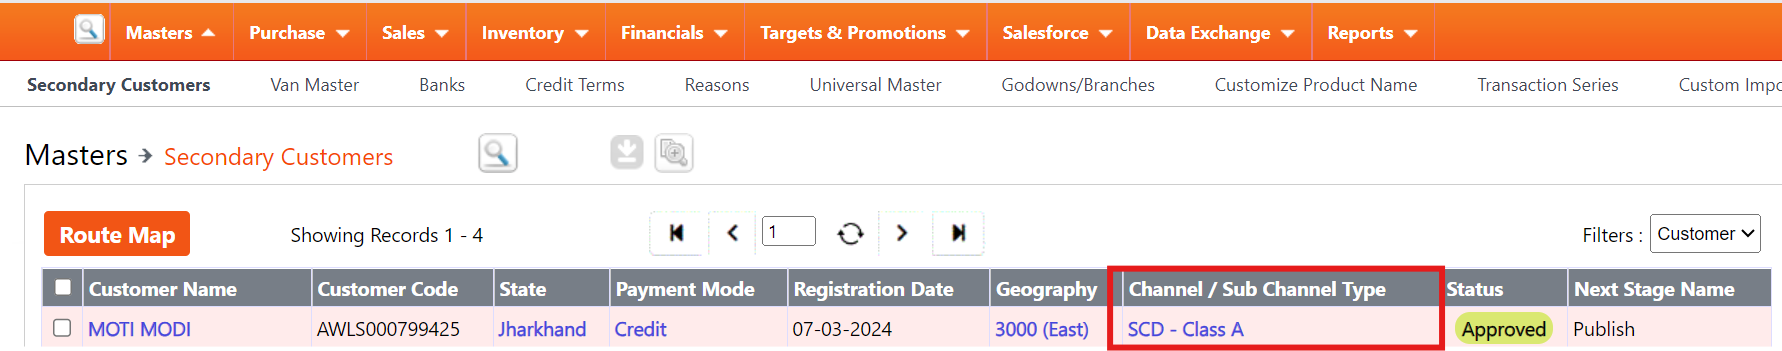 Masters Purchase Sales Inventory Financials Targets & Promotions Salesforce Data Exchange Reports
Secondary Customers Van Master Banks Credit Terms Reasons Universal Master Godowns/Branches Customize Product Name Transaction Series Custom Impo
Masters Secondary Customers
Route Map Showing Records 1 - 4 1 Filters : Customer
Customer Name Customer Code State Payment Mode Registration Date Geography Channel / Sub Channel Type Status Next Stage Name
MOTI MODI AWLS000799425 Jharkhand Credit 07-03-2024 3000 (East) SCD - Class A Approved Publish